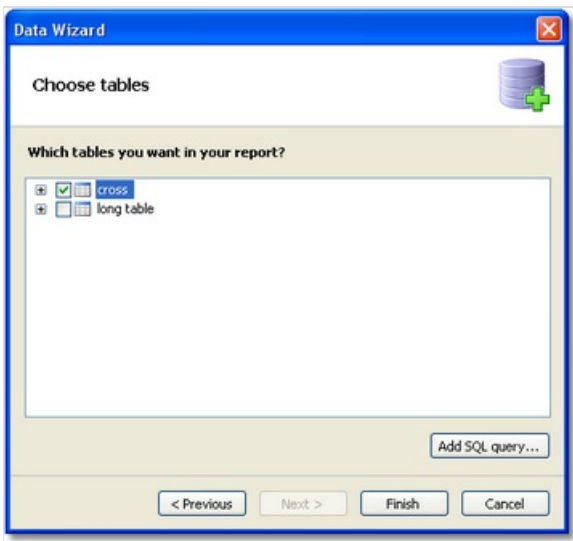 Data Wizard
Choose tables
Which tables you want in your report?
cross
long table
Add SQL query...
< Previous
Next >
Finish
Cancel